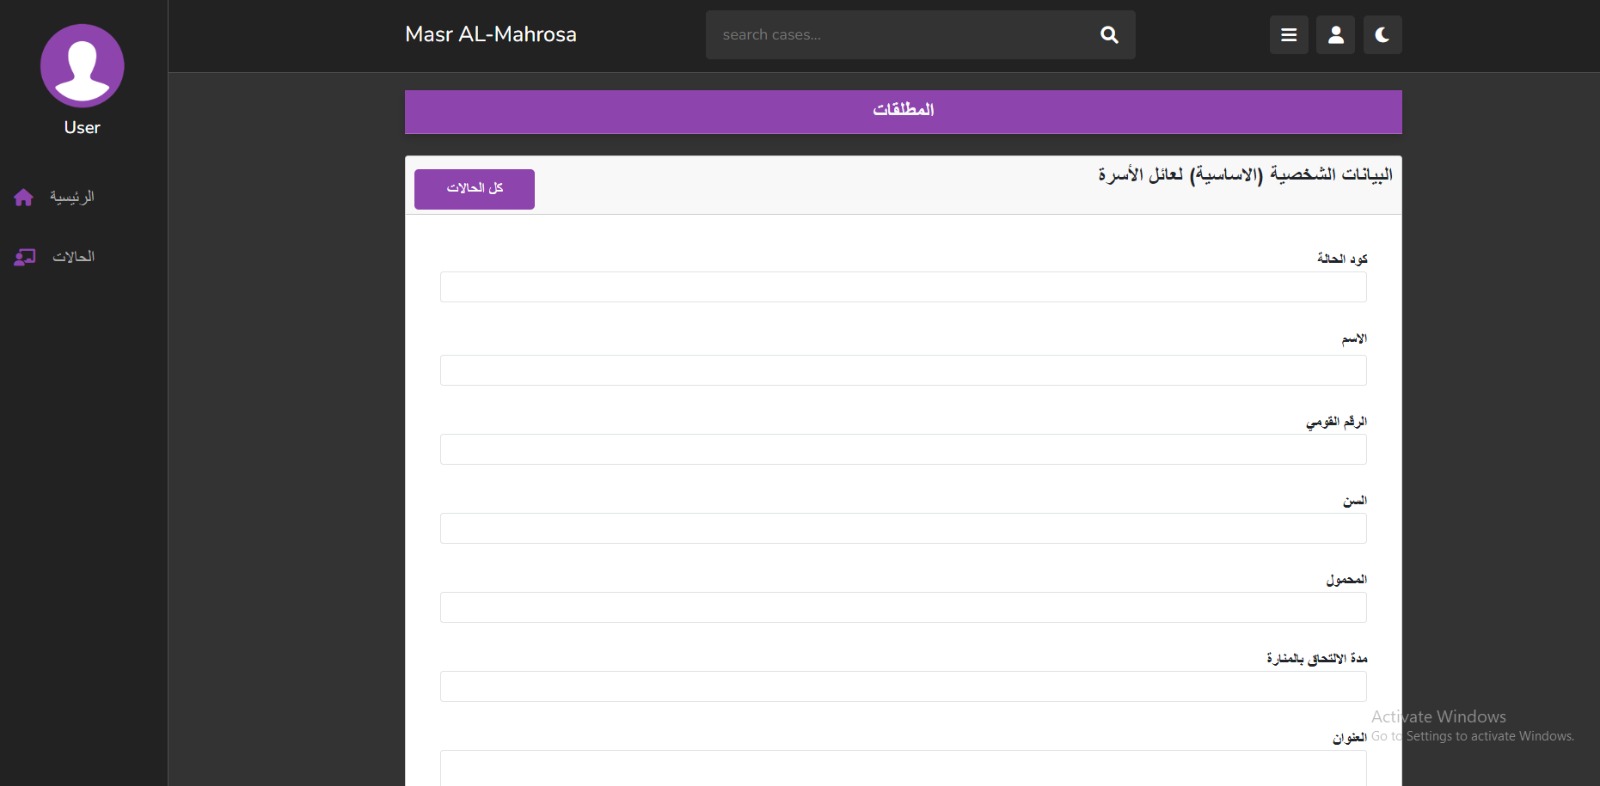 Masr AL-Mahrosa
search cases...
User
الرئيسية
الحالات
المطلقات
البيانات الشخصية (الاساسية) لعائل الأسرة
كل الحالات
كود الحالة
الاسم
الرقم القومي
السن
المحمول
مدة الالتحاق بالمنارة
العنوان
Activate Windows
Go to Settings to activate Windows.